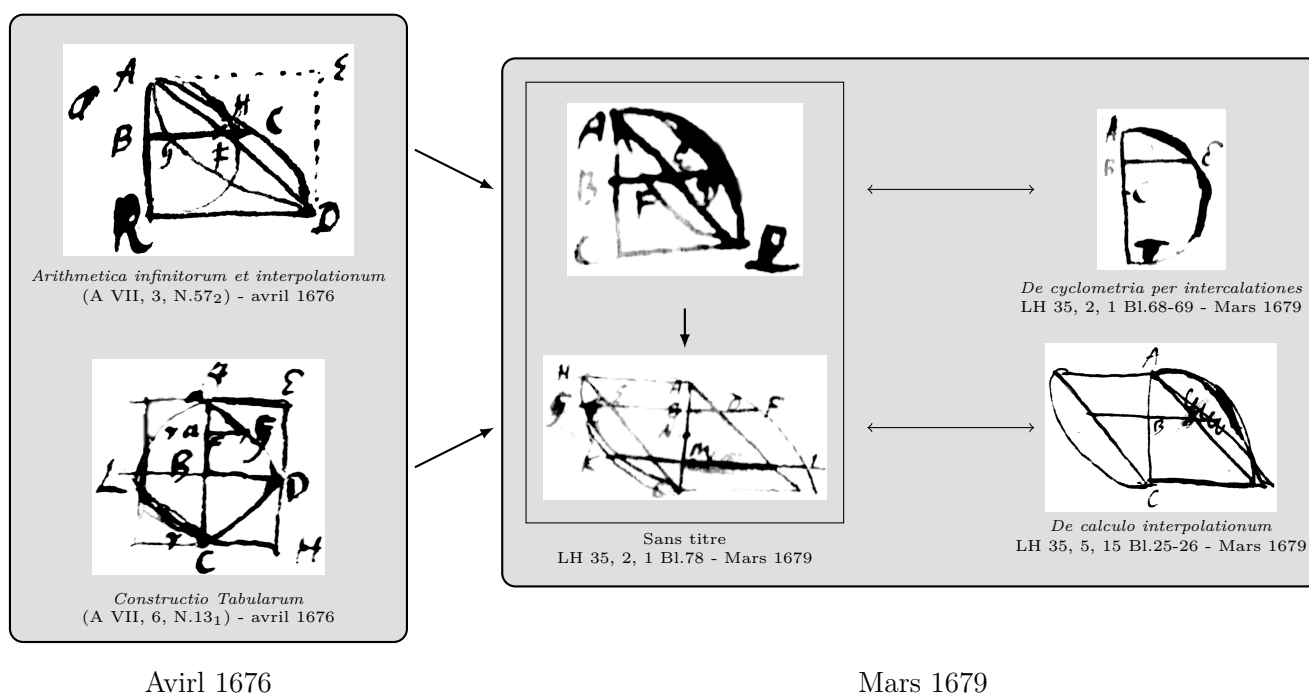 A
E
a
H
B
C
G
F
R
D
Arithmetica infinitorum et interpolationum
(A VII, 3, N.57₂) - avril 1676
E
B
L
D
C
H
Constructio Tabularum
(A VII, 6, N.13₁) - avril 1676
Avirl 1676
A
B
F
C
H
F
M
Sans titre
LH 35, 2, 1 Bl.78 - Mars 1679
A
E
De cyclometria per intercalationes
LH 35, 2, 1 Bl.68-69 - Mars 1679
A
B
C
De calculo interpolationum
LH 35, 5, 15 Bl.25-26 - Mars 1679
Mars 1679